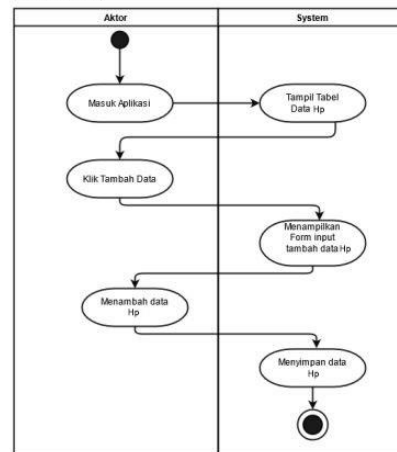 Aktor
System
Masuk Aplikasi
Tampil Tabel
Data Hp
Klik Tambah Data
Menampilkan
Form input
tambah data Hp
Menambah data
Hp
Menyimpan data
Hp